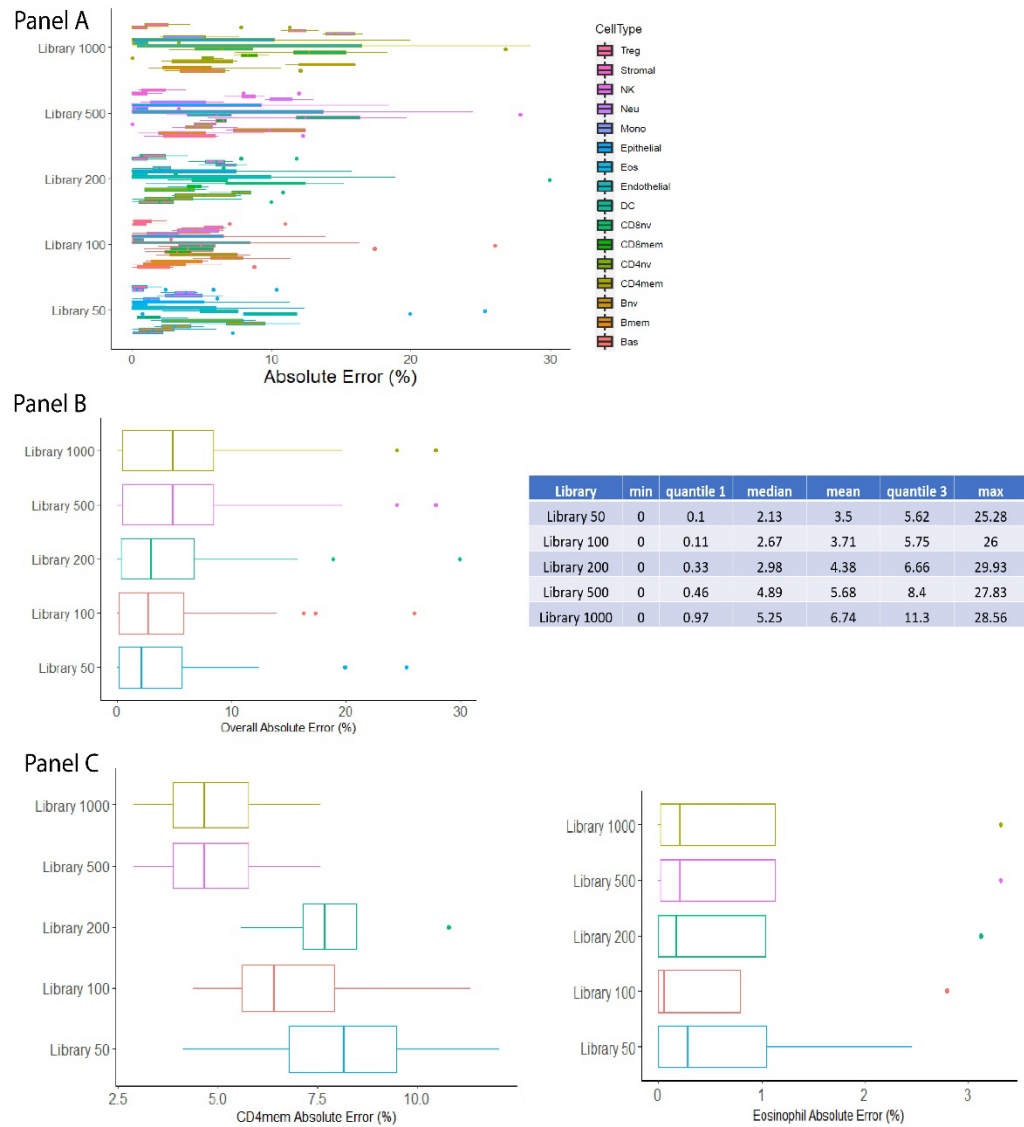 Panel A
Library 1000
Library 500
Library 200
Library 100
Library 50
0 10 20 30
Absolute Error (%)
CellType
Treg
Stromal
NK
Neu
Mono
Epithelial
Eos
Endothelial
DC
CD8nv
CD8mem
CD4nv
CD4mem
Bnv
Bmem
Bas
Panel B
Library 1000
Library 500
Library 200
Library 100
Library 50
0 10 20 30
Overall Absolute Error (%)
Library min quantile 1 median mean quantile 3 max
Library 50 0 0.1 2.13 3.5 5.62 25.28
Library 100 0 0.11 2.67 3.71 5.75 26
Library 200 0 0.33 2.98 4.38 6.66 29.93
Library 500 0 0.46 4.89 5.68 8.4 27.83
Library 1000 0 0.97 5.25 6.74 11.3 28.56
Panel C
Library 1000
Library 500
Library 200
Library 100
Library 50
2.5 5.0 7.5 10.0
CD4mem Absolute Error (%)
Library 1000
Library 500
Library 200
Library 100
Library 50
0 1 2 3
Eosinophil Absolute Error (%)